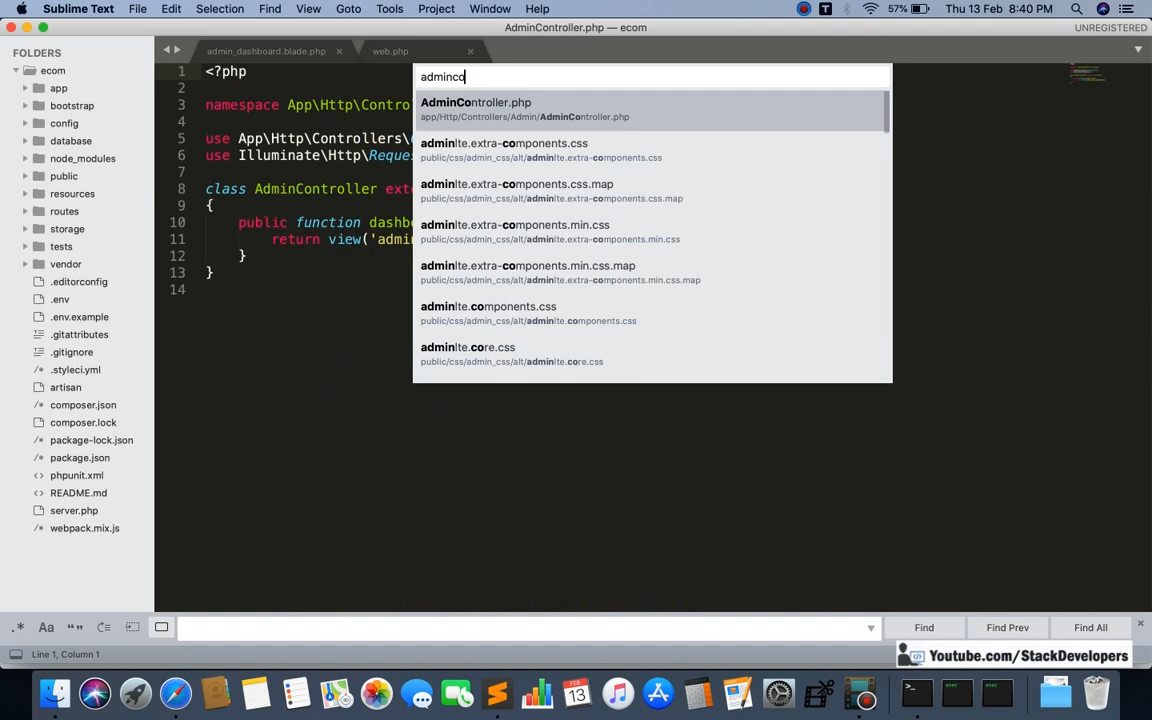 Sublime Text File Edit Selection Find View Goto Tools Project Window Help T 57% Thu 13 Feb 8:40 PM
AdminController.php — ecom UNREGISTERED
FOLDERS
ecom
app
bootstrap
config
database
node_modules
public
resources
routes
storage
tests
vendor
.editorconfig
.env
.env.example
.gitattributes
.gitignore
.styleci.yml
artisan
composer.json
composer.lock
package-lock.json
package.json
phpunit.xml
README.md
server.php
webpack.mix.js
admin_dashboard.blade.php × web.php ×
1 <?php
2
3 namespace App\Http\Contro
4
5 use App\Http\Controllers\
6 use Illuminate\Http\Reques
7
8 class AdminController exte
9 {
10 public function dashbo
11 return view('admin
12 }
13 }
14
adminco
AdminController.php
app/Http/Controllers/Admin/AdminController.php
adminlte.extra-components.css
public/css/admin_css/alt/adminlte.extra-components.css
adminlte.extra-components.css.map
public/css/admin_css/alt/adminlte.extra-components.css.map
adminlte.extra-components.min.css
public/css/admin_css/alt/adminlte.extra-components.min.css
adminlte.extra-components.min.css.map
public/css/admin_css/alt/adminlte.extra-components.min.css.map
adminlte.components.css
public/css/admin_css/alt/adminlte.components.css
adminlte.core.css
public/css/admin_css/alt/adminlte.core.css
.* Aa “” Find Find Prev Find All ×
Line 1, Column 1
Youtube.com/StackDevelopers
FEB
13